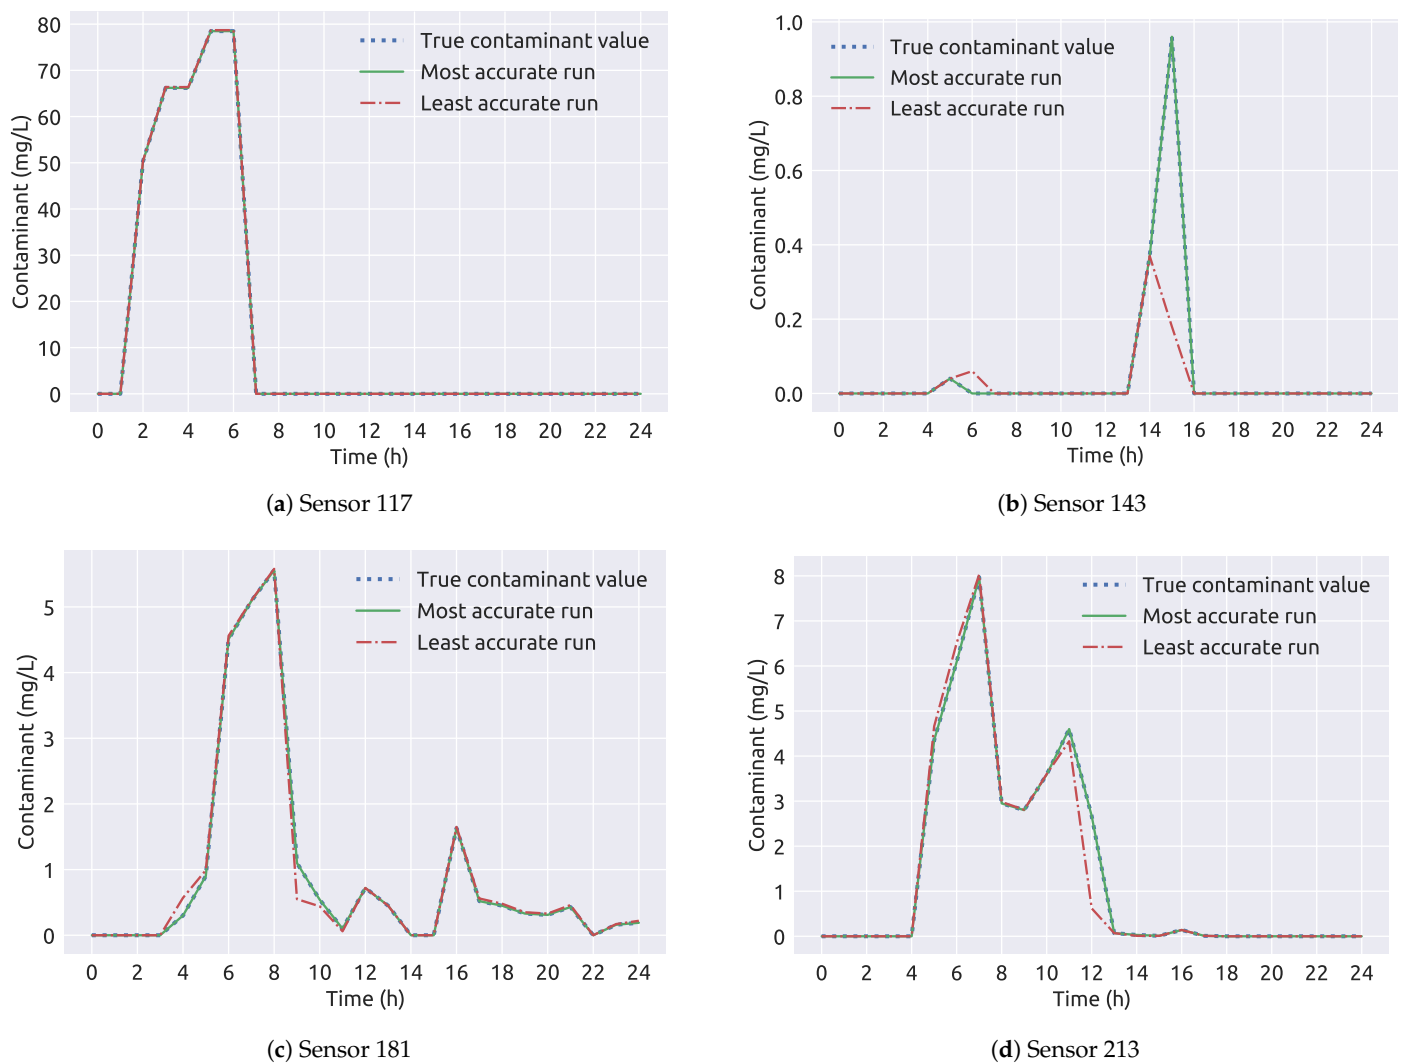 80
70
60
50
40
30
20
10
0
Contaminant (mg/L)
True contaminant value
Most accurate run
Least accurate run
0 2 4 6 8 10 12 14 16 18 20 22 24
Time (h)
(a) Sensor 117
1.0
0.8
0.6
0.4
0.2
0.0
Contaminant (mg/L)
True contaminant value
Most accurate run
Least accurate run
0 2 4 6 8 10 12 14 16 18 20 22 24
Time (h)
(b) Sensor 143
5
4
3
2
1
0
Contaminant (mg/L)
True contaminant value
Most accurate run
Least accurate run
0 2 4 6 8 10 12 14 16 18 20 22 24
Time (h)
(c) Sensor 181
8
7
6
5
4
3
2
1
0
Contaminant (mg/L)
True contaminant value
Most accurate run
Least accurate run
0 2 4 6 8 10 12 14 16 18 20 22 24
Time (h)
(d) Sensor 213